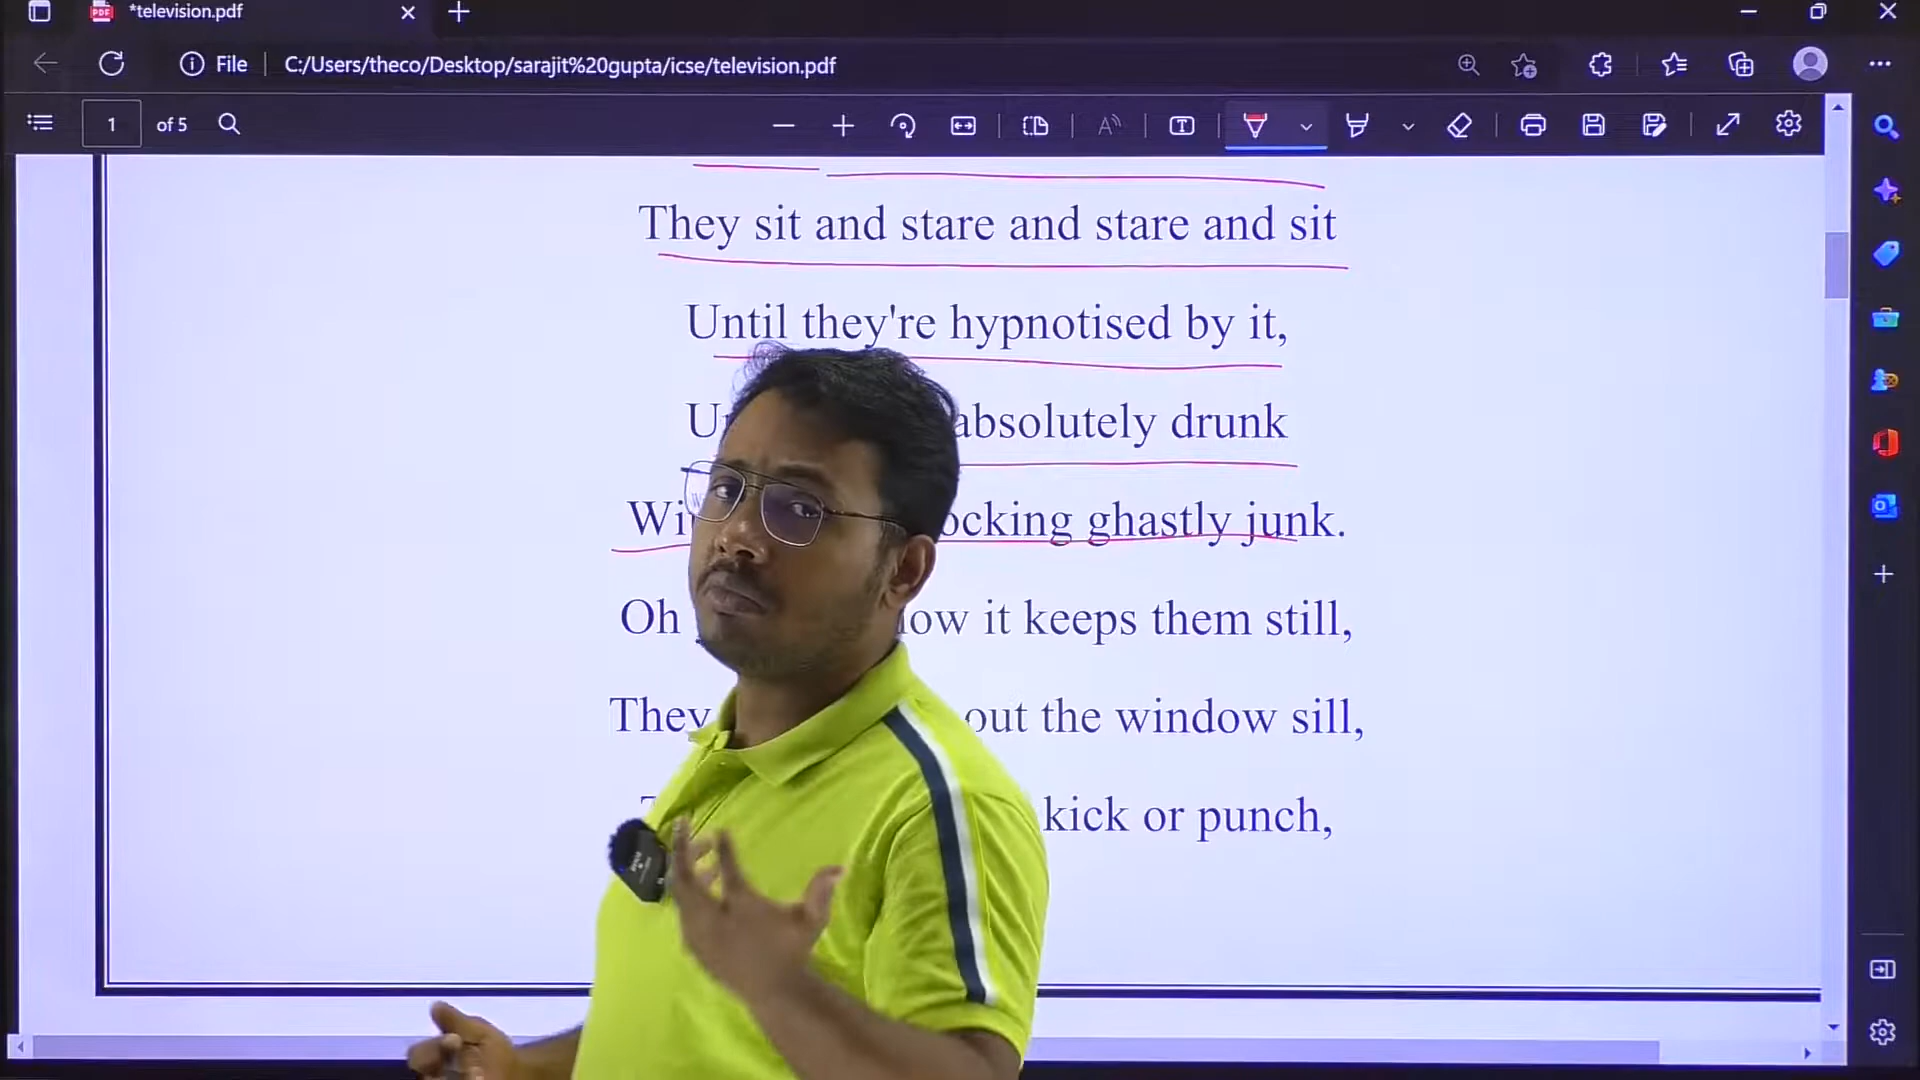 *television.pdf
File C:/Users/theco/Desktop/sarajit%20gupta/icse/television.pdf
1 of 5
They sit and stare and stare and sit
Until they're hypnotised by it,
absolutely drunk
ghastly junk.
Oh it keeps them still,
They out the window sill,
kick or punch,